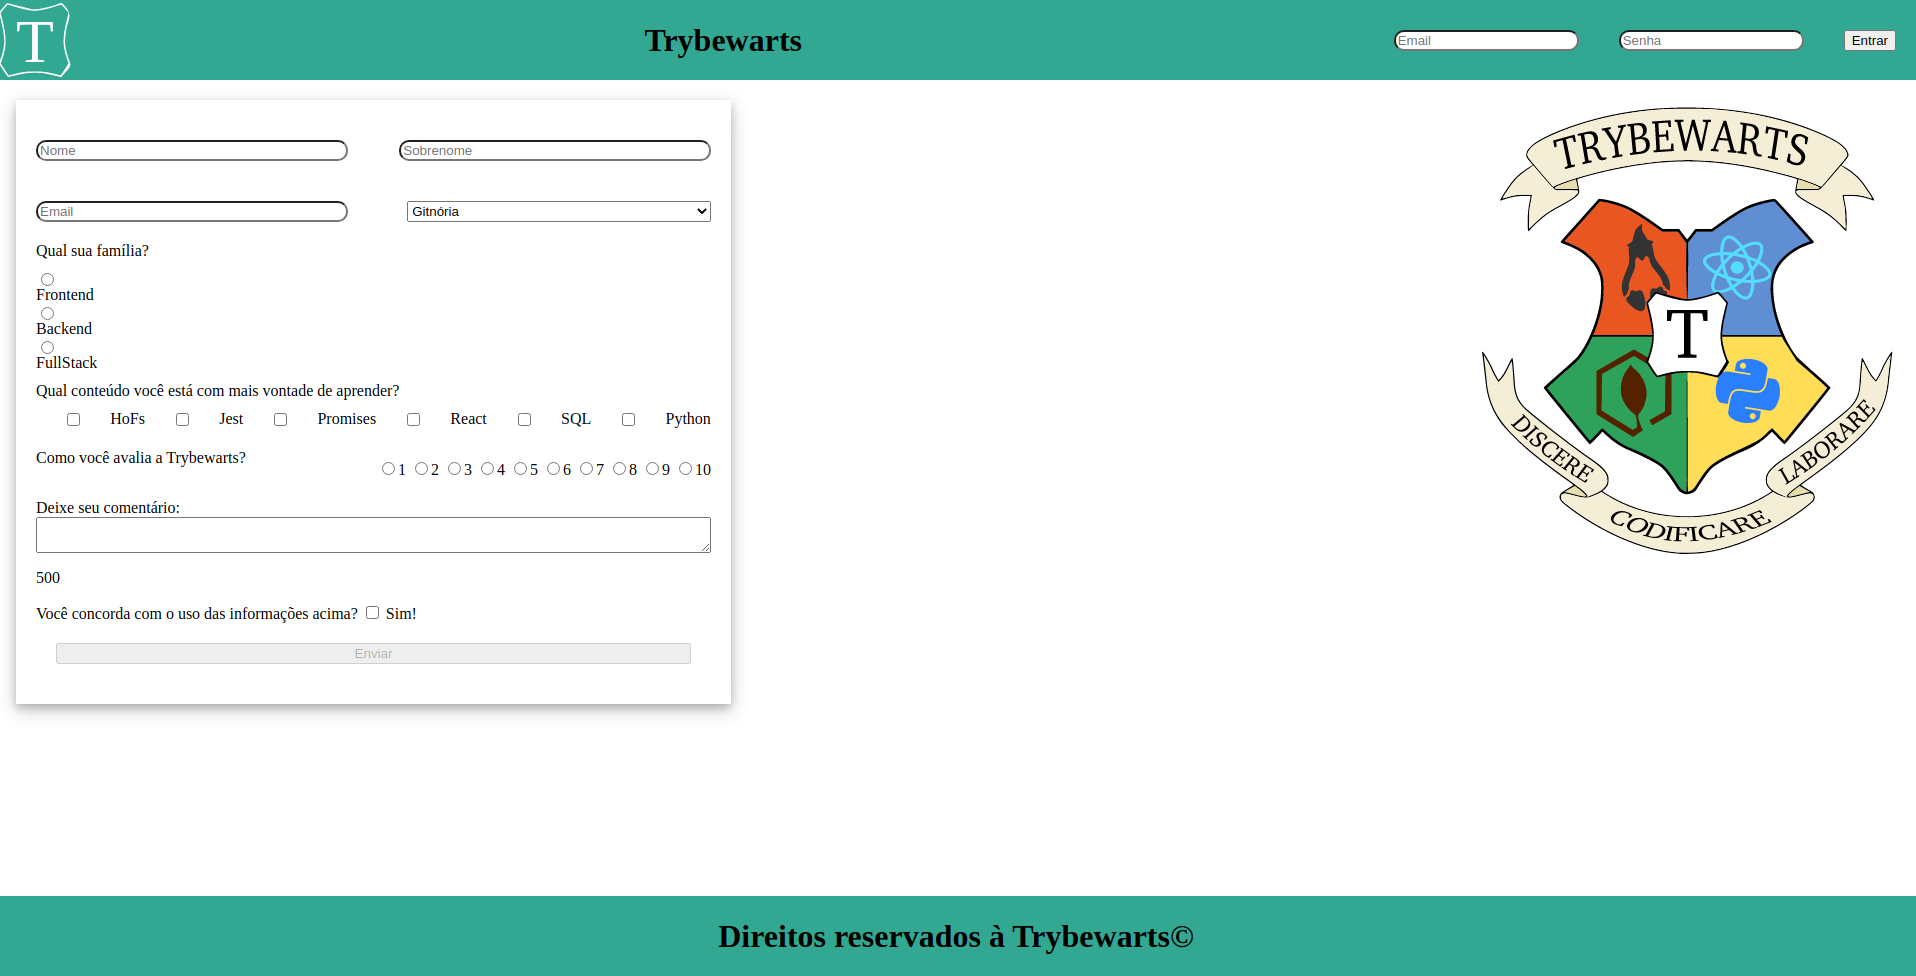 T
Trybewarts
Email
Senha
Entrar
Nome
Sobrenome
Email
Gitnória
Qual sua família?
Frontend
Backend
FullStack
Qual conteúdo você está com mais vontade de aprender?
HoFs Jest Promises React SQL Python
Como você avalia a Trybewarts?
1 2 3 4 5 6 7 8 9 10
Deixe seu comentário:
500
Você concorda com o uso das informações acima? Sim!
Enviar
TRYBEWARTS
T
DISCERE
LABORARE
CODIFICARE
Direitos reservados à Trybewarts©